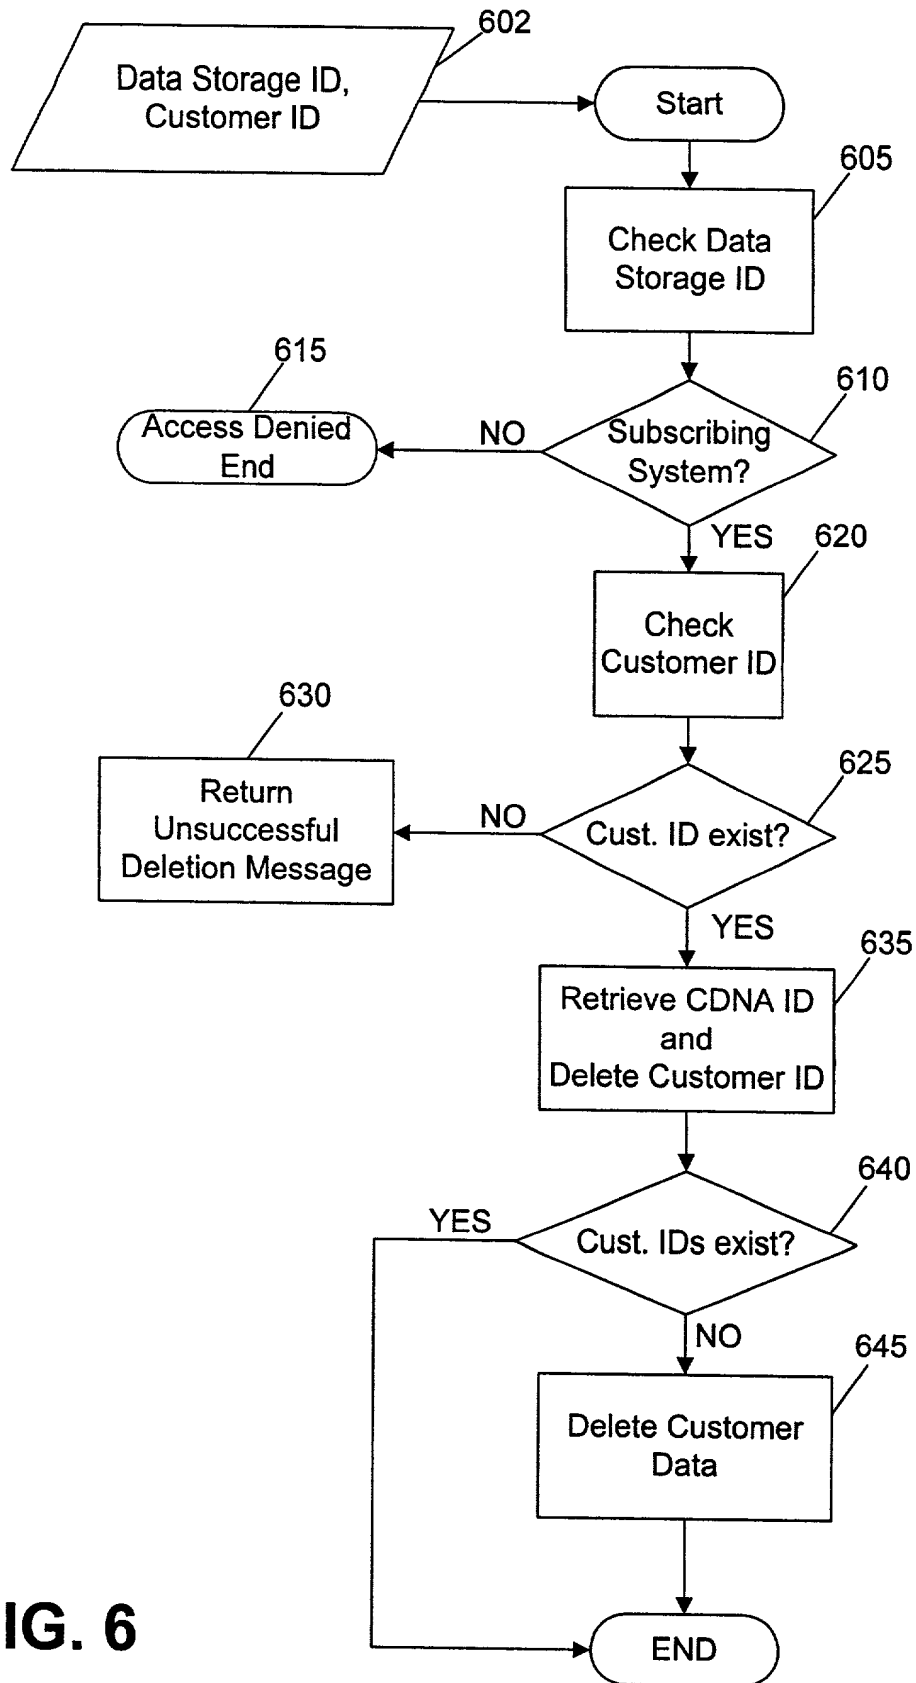 602
Data Storage ID,
Customer ID
Start
605
Check Data
Storage ID
615
610
Access Denied
End
NO
Subscribing
System?
YES
620
Check
Customer ID
630
625
Return
Unsuccessful
Deletion Message
NO
Cust. ID exist?
YES
635
Retrieve CDNA ID
and
Delete Customer ID
640
YES
Cust. IDs exist?
NO
645
Delete Customer
Data
IG. 6
END